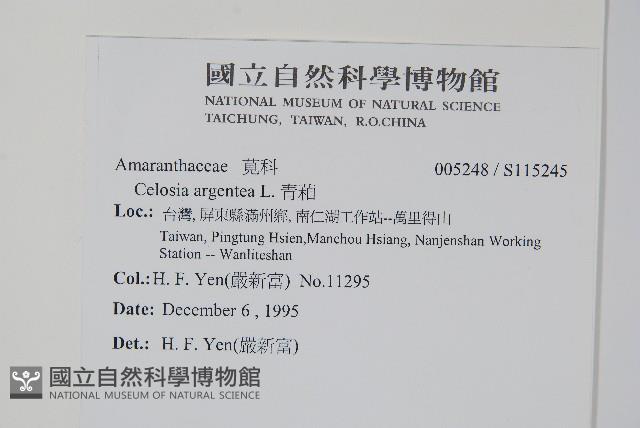 國立自然科學博物館
NATIONAL MUSEUM OF NATURAL SCIENCE
TAICHUNG, TAIWAN, R.O.CHINA
Amaranthaceae 莧科 005248 / S115245
Celosia argentea L. 青葙
Loc.: 台灣, 屏東縣滿州鄉, 南仁湖工作站--萬里得山
Taiwan, Pingtung Hsien,Manchou Hsiang, Nanjenshan Working
Station -- Wanliteshan
Col.: H. F. Yen(嚴新富) No.11295
Date: December 6 , 1995
Det.: H. F. Yen(嚴新富)
國立自然科學博物館
NATIONAL MUSEUM OF NATURAL SCIENCE